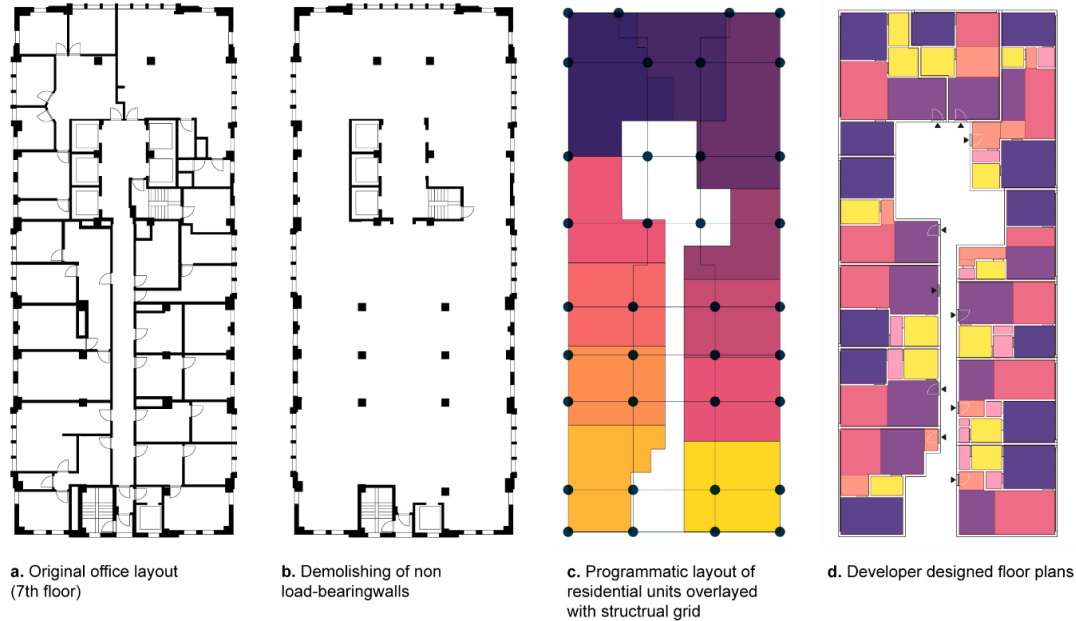 a. Original office layout
(7th floor)
b. Demolishing of non
load-bearingwalls
c. Programmatic layout of
residential units overlayed
with structrual grid
d. Developer designed floor plans